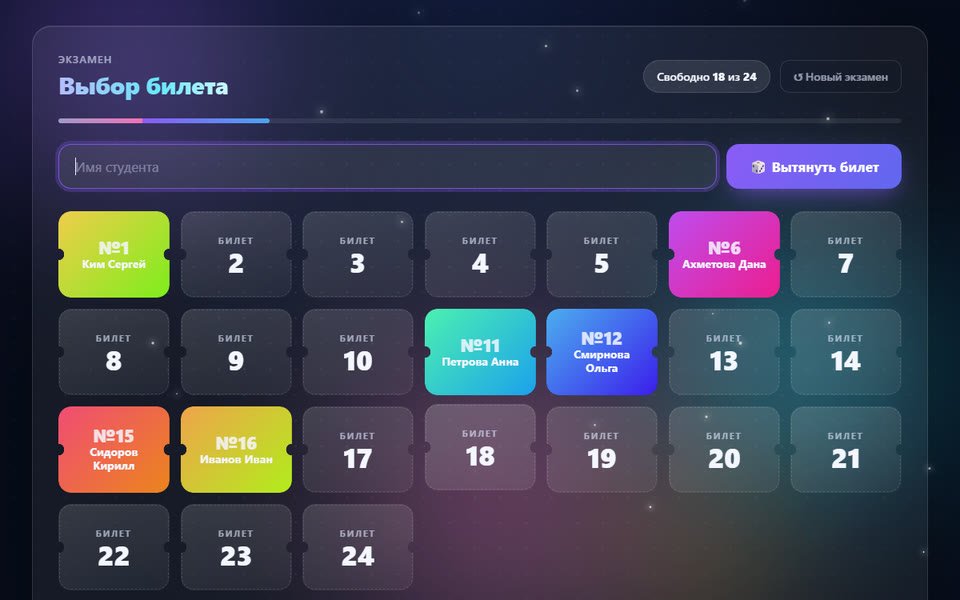 ЭКЗАМЕН
Выбор билета
Свободно 18 из 24
↺ Новый экзамен
Имя студента
🎲 Вытянуть билет
№1
Ким Сергей
БИЛЕТ
2
БИЛЕТ
3
БИЛЕТ
4
БИЛЕТ
5
№6
Ахметова Дана
БИЛЕТ
7
БИЛЕТ
8
БИЛЕТ
9
БИЛЕТ
10
№11
Петрова Анна
№12
Смирнова
Ольга
БИЛЕТ
13
БИЛЕТ
14
№15
Сидоров
Кирилл
№16
Иванов Иван
БИЛЕТ
17
БИЛЕТ
18
БИЛЕТ
19
БИЛЕТ
20
БИЛЕТ
21
БИЛЕТ
22
БИЛЕТ
23
БИЛЕТ
24